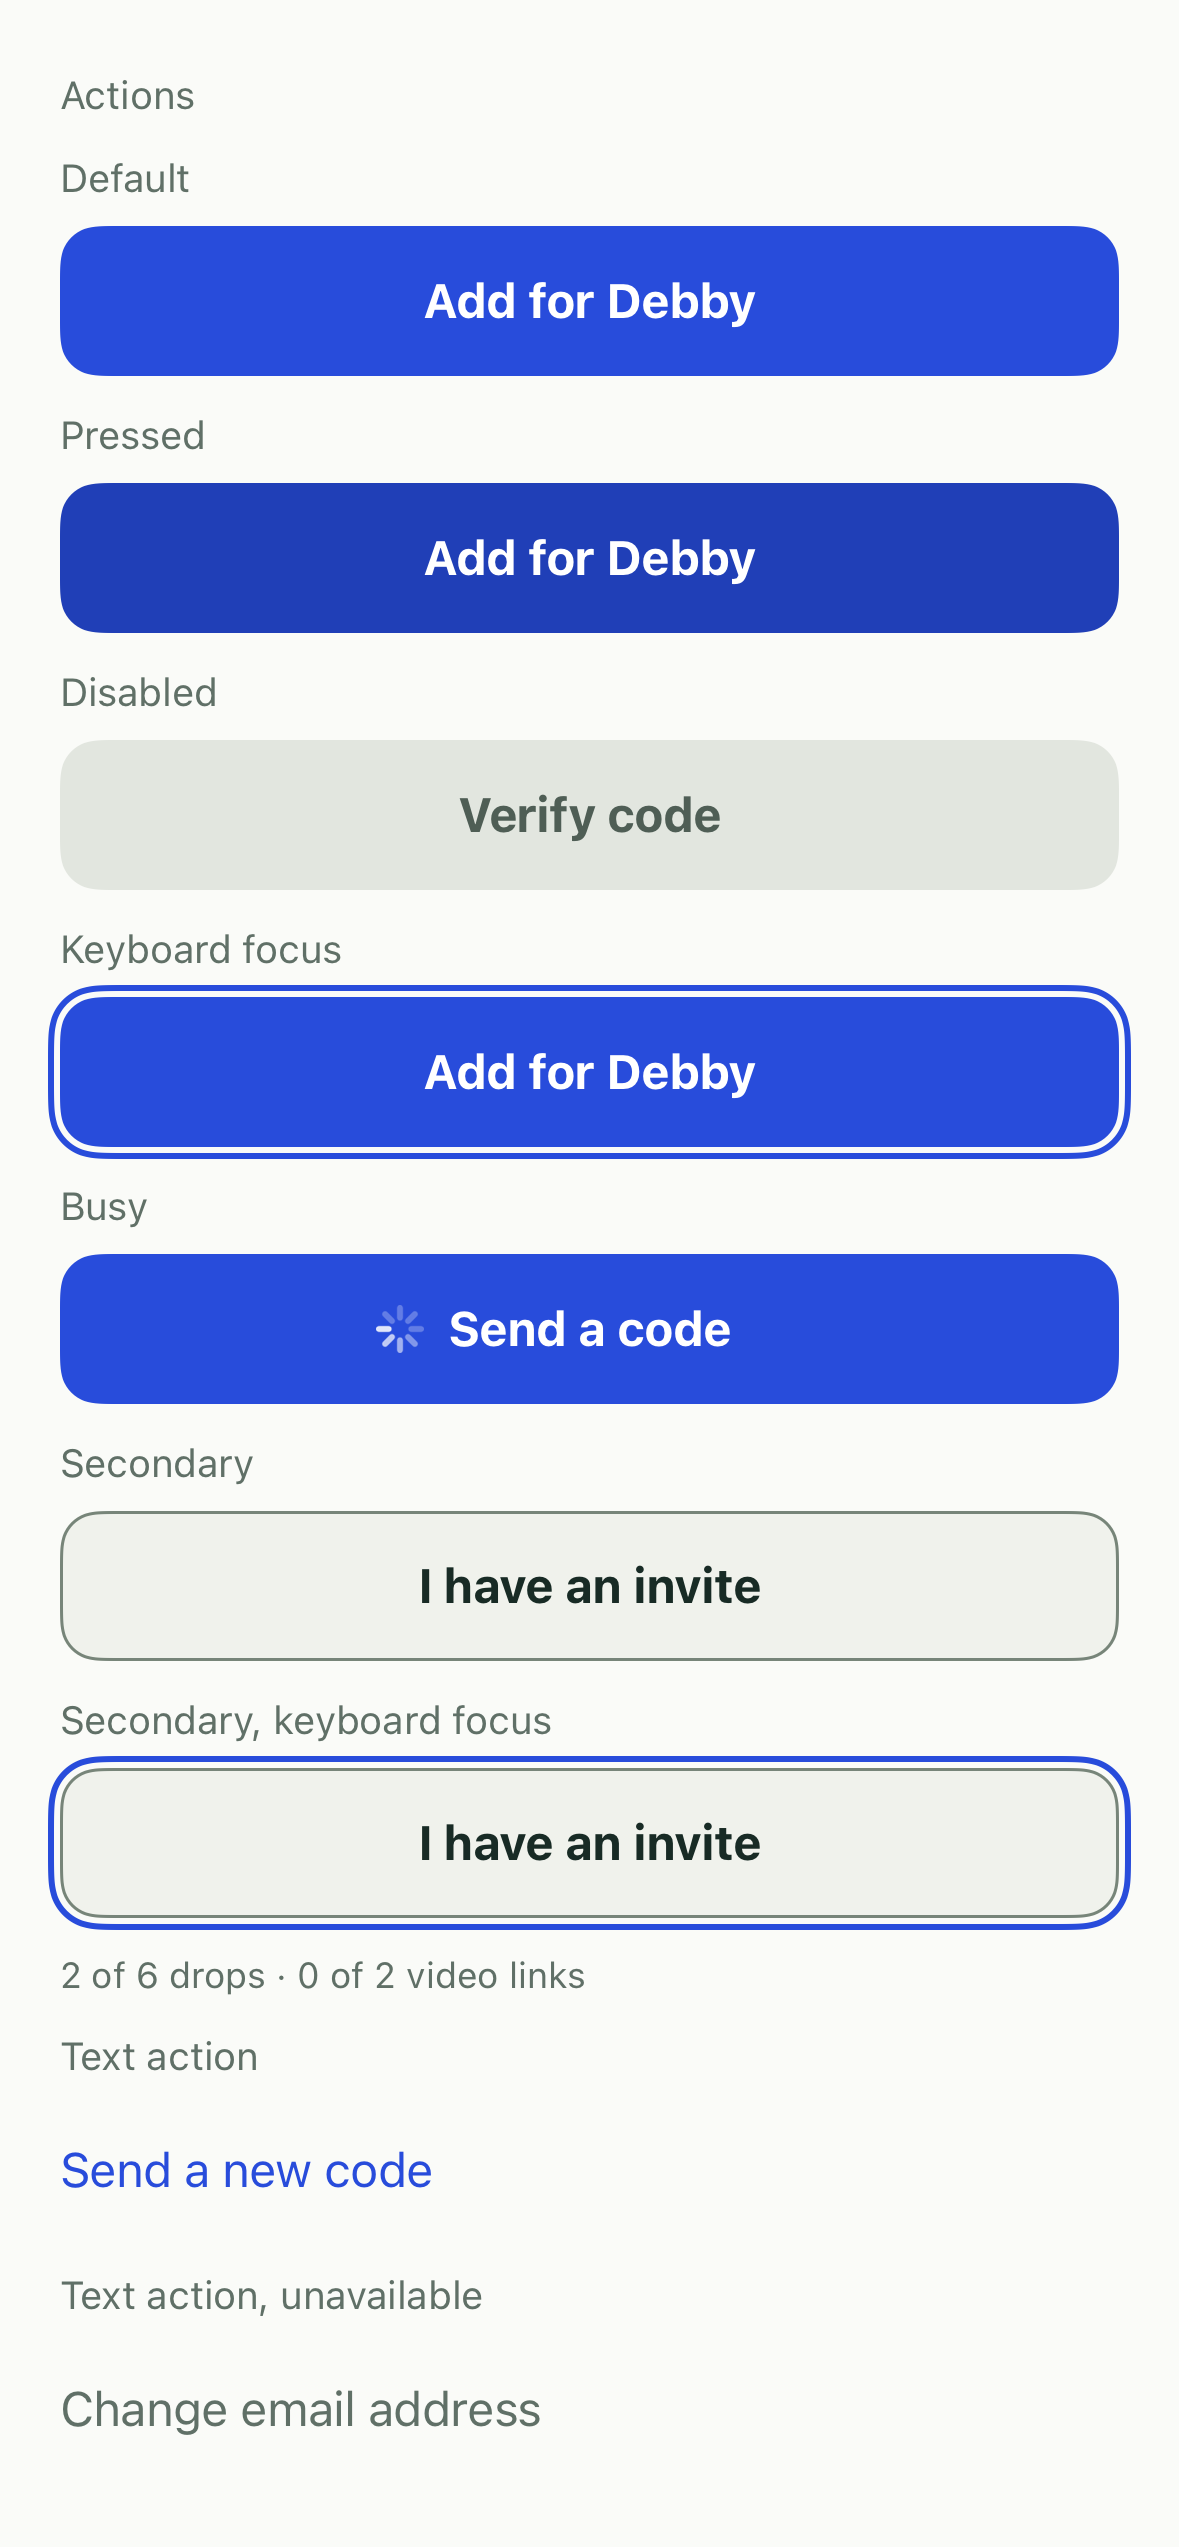 Actions
Default
Add for Debby
Pressed
Add for Debby
Disabled
Verify code
Keyboard focus
Add for Debby
Busy
Send a code
Secondary
I have an invite
Secondary, keyboard focus
I have an invite
2 of 6 drops · 0 of 2 video links
Text action
Send a new code
Text action, unavailable
Change email address